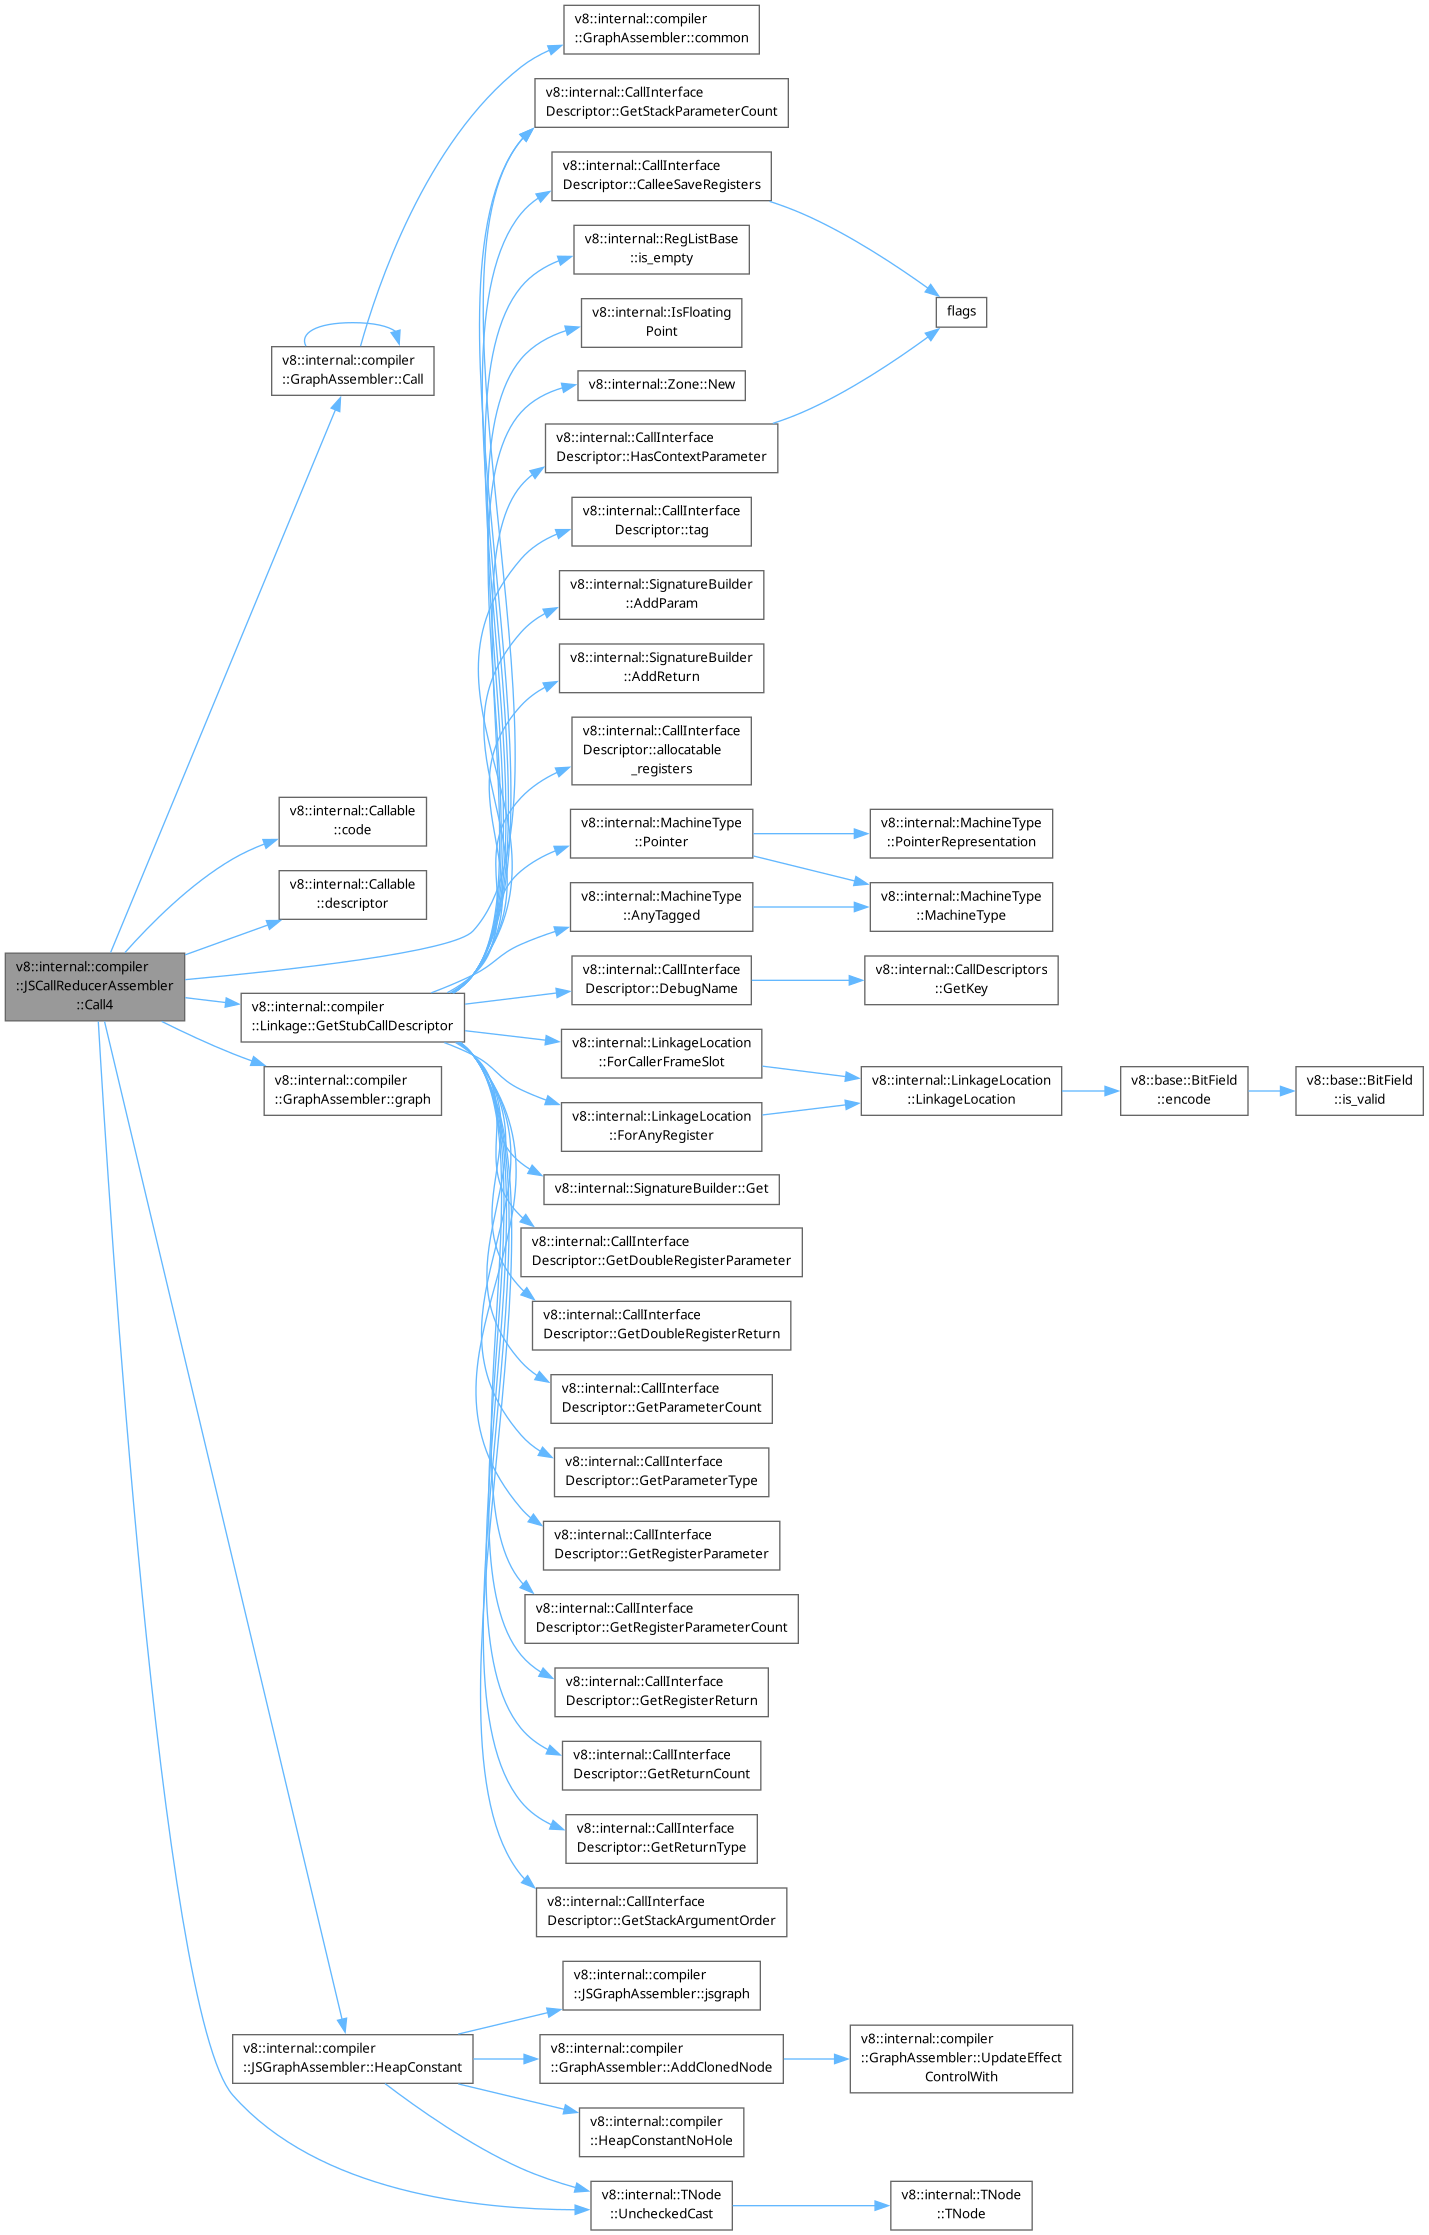 v8::internal::compiler
::GraphAssembler::common
v8::internal::CallInterface
Descriptor::GetStackParameterCount
v8::internal::CallInterface
Descriptor::CalleeSaveRegisters
v8::internal::RegListBase
::is_empty
flags
v8::internal::IsFloating
Point
v8::internal::compiler
::GraphAssembler::Call
v8::internal::Zone::New
v8::internal::CallInterface
Descriptor::HasContextParameter
v8::internal::CallInterface
Descriptor::tag
v8::internal::SignatureBuilder
::AddParam
v8::internal::SignatureBuilder
::AddReturn
v8::internal::CallInterface
Descriptor::allocatable
_registers
v8::internal::Callable
::code
v8::internal::MachineType
::Pointer
v8::internal::MachineType
::PointerRepresentation
v8::internal::Callable
::descriptor
v8::internal::MachineType
::AnyTagged
v8::internal::MachineType
::MachineType
v8::internal::compiler
::JSCallReducerAssembler
::Call4
v8::internal::CallInterface
Descriptor::DebugName
v8::internal::CallDescriptors
::GetKey
v8::internal::compiler
::Linkage::GetStubCallDescriptor
v8::internal::LinkageLocation
::ForCallerFrameSlot
v8::internal::compiler
::GraphAssembler::graph
v8::internal::LinkageLocation
::LinkageLocation
v8::base::BitField
::encode
v8::base::BitField
::is_valid
v8::internal::LinkageLocation
::ForAnyRegister
v8::internal::SignatureBuilder::Get
v8::internal::CallInterface
Descriptor::GetDoubleRegisterParameter
v8::internal::CallInterface
Descriptor::GetDoubleRegisterReturn
v8::internal::CallInterface
Descriptor::GetParameterCount
v8::internal::CallInterface
Descriptor::GetParameterType
v8::internal::CallInterface
Descriptor::GetRegisterParameter
v8::internal::CallInterface
Descriptor::GetRegisterParameterCount
v8::internal::CallInterface
Descriptor::GetRegisterReturn
v8::internal::CallInterface
Descriptor::GetReturnCount
v8::internal::CallInterface
Descriptor::GetReturnType
v8::internal::CallInterface
Descriptor::GetStackArgumentOrder
v8::internal::compiler
::JSGraphAssembler::jsgraph
v8::internal::compiler
::JSGraphAssembler::HeapConstant
v8::internal::compiler
::GraphAssembler::AddClonedNode
v8::internal::compiler
::GraphAssembler::UpdateEffect
ControlWith
v8::internal::compiler
::HeapConstantNoHole
v8::internal::TNode
::UncheckedCast
v8::internal::TNode
::TNode